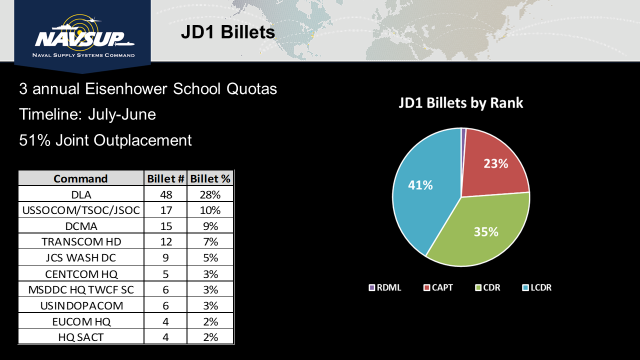 NAVSUP
NAVAL SUPPLY SYSTEMS COMMAND
JD1 Billets
3 annual Eisenhower School Quotas
Timeline: July-June
51% Joint Outplacement
Command Billet # Billet %
DLA 48 28%
USSOCOM/TSOC/JSOC 17 10%
DCMA 15 9%
TRANSCOM HD 12 7%
JCS WASH DC 9 5%
CENTCOM HQ 5 3%
MSDDC HQ TWCF SC 6 3%
USINDOPACOM 6 3%
EUCOM HQ 4 2%
HQ SACT 4 2%
JD1 Billets by Rank
23%
41%
35%
RDML CAPT CDR LCDR